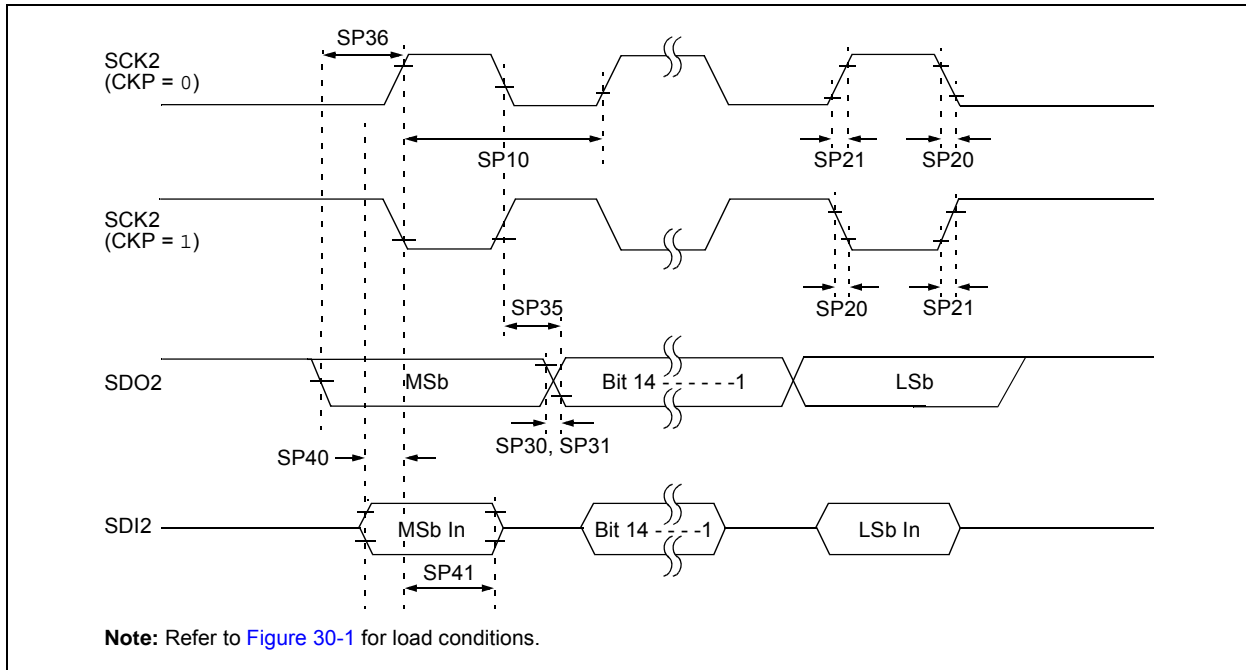 SP36
SCK2
(CKP = 0)
SP10
SP21
SP20
SCK2
(CKP = 1)
SP35
SP20
SP21
SDO2
MSb
Bit 14 - - - - - - -1
LSb
SP30, SP31
SP40
SDI2
MSb In
Bit 14 - - - - -1
LSb In
SP41
Note: Refer to Figure 30-1 for load conditions.